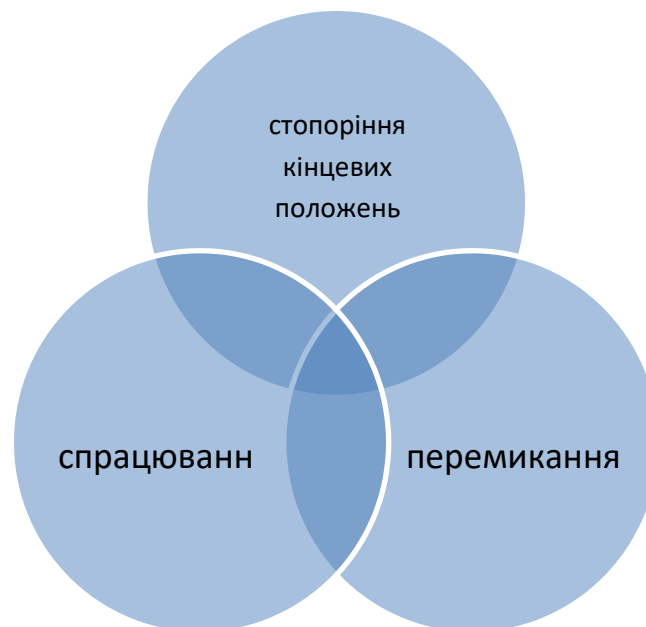 стопоріння
кінцевих
положень
спрацюванн
перемикання